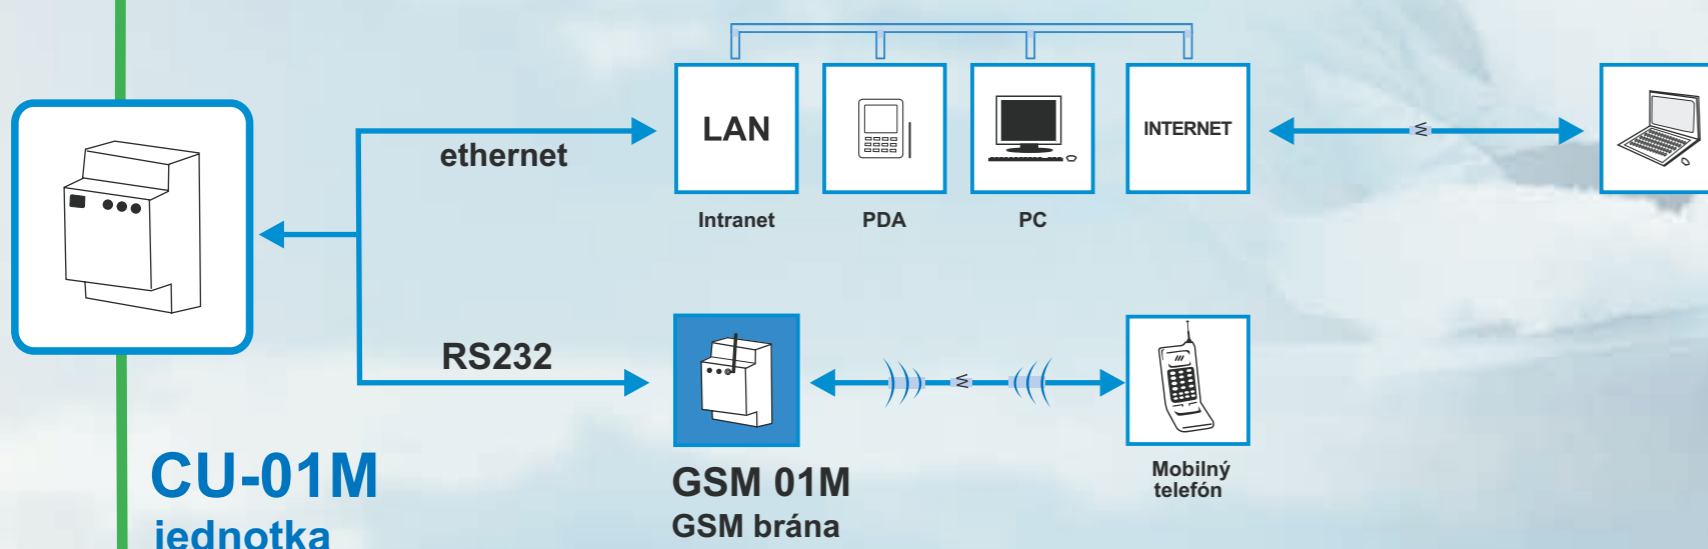 LAN
INTERNET
ethernet
Intranet
PDA
PC
RS232
CU-01M
jednotka
GSM 01M
GSM brána
Mobilný
telefón